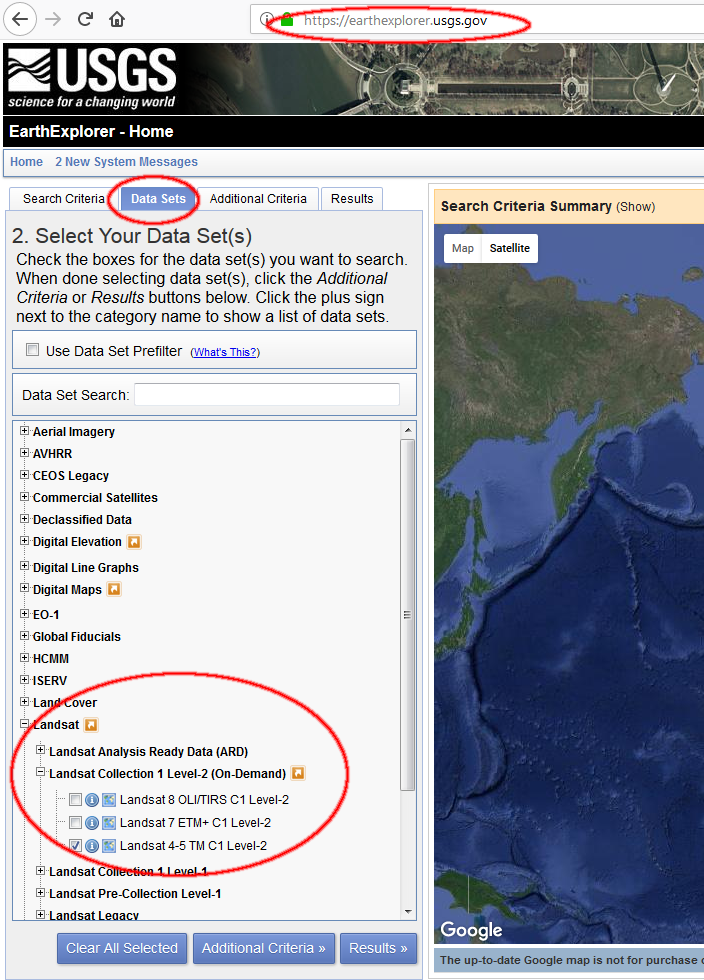 https://earthexplorer.usgs.gov
USGS
science for a changing world
EarthExplorer - Home
Home 2 New System Messages
Search Criteria Data Sets Additional Criteria Results
2. Select Your Data Set(s)
Check the boxes for the data set(s) you want to search.
When done selecting data set(s), click the Additional
Criteria or Results buttons below. Click the plus sign
next to the category name to show a list of data sets.
Use Data Set Prefilter (What's This?)
Data Set Search:
Aerial Imagery
AVHRR
CEOS Legacy
Commercial Satellites
Declassified Data
Digital Elevation
Digital Line Graphs
Digital Maps
EO-1
Global Fiducials
HCMM
ISERV
Land Cover
Landsat
Landsat Analysis Ready Data (ARD)
Landsat Collection 1 Level-2 (On-Demand)
Landsat 8 OLI/TIRS C1 Level-2
Landsat 7 ETM+ C1 Level-2
Landsat 4-5 TM C1 Level-2
Landsat Collection 1 Level-1
Landsat Pre-Collection Level-1
Landsat Legacy
Clear All Selected Additional Criteria » Results »
Search Criteria Summary (Show)
Map Satellite
Google
The up-to-date Google map is not for purchase